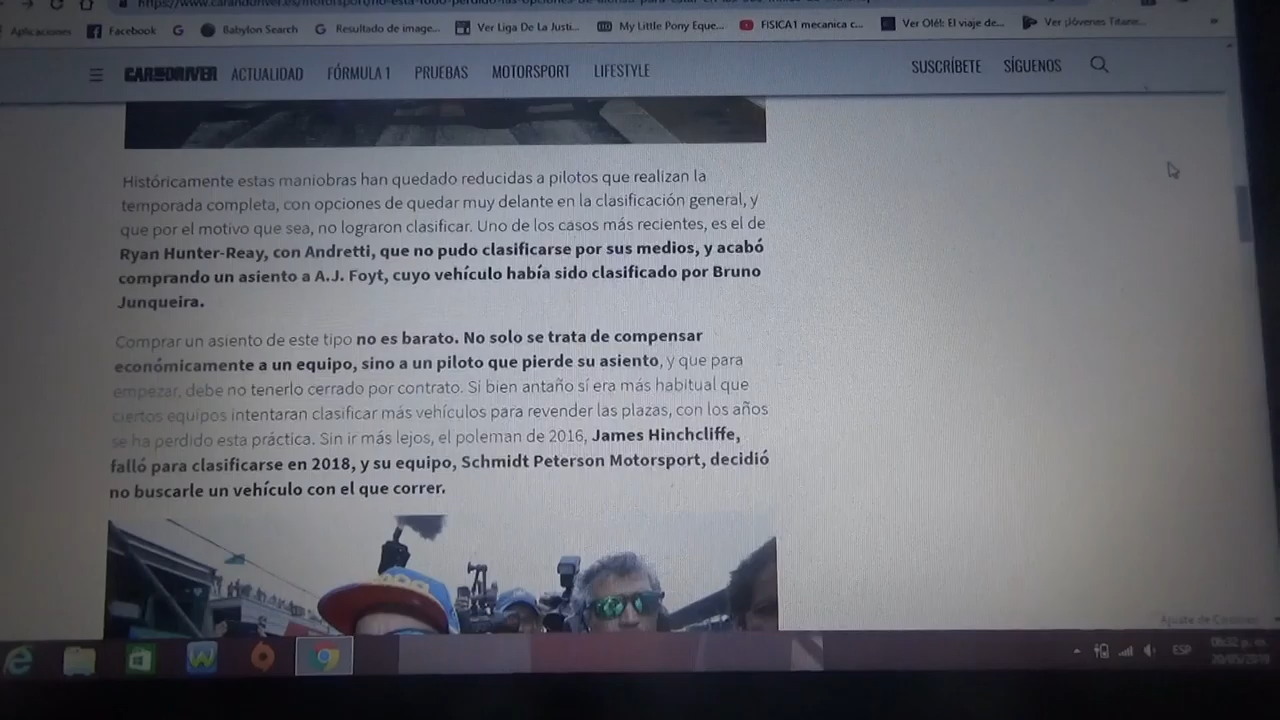 Aplicaciones Facebook G Babylon Search G Resultado de image... Ver Liga De La Justi... My Little Pony Eque... FISICA1 mecanica c... Ver Olé!: El viaje de... Ver ¡Jóvenes Titane... »
CAR AND DRIVER ACTUALIDAD FÓRMULA 1 PRUEBAS MOTORSPORT LIFESTYLE SUSCRÍBETE SÍGUENOS
Históricamente estas maniobras han quedado reducidas a pilotos que realizan la
temporada completa, con opciones de quedar muy delante en la clasificación general, y
que por el motivo que sea, no lograron clasificar. Uno de los casos más recientes, es el de
Ryan Hunter-Reay, con Andretti, que no pudo clasificarse por sus medios, y acabó
comprando un asiento a A.J. Foyt, cuyo vehículo había sido clasificado por Bruno
Junqueira.
Comprar un asiento de este tipo no es barato. No solo se trata de compensar
económicamente a un equipo, sino a un piloto que pierde su asiento, y que para
empezar, debe no tenerlo cerrado por contrato. Si bien antaño sí era más habitual que
ciertos equipos intentaran clasificar más vehículos para revender las plazas, con los años
se ha perdido esta práctica. Sin ir más lejos, el poleman de 2016, James Hinchcliffe,
falló para clasificarse en 2018, y su equipo, Schmidt Peterson Motorsport, decidió
no buscarle un vehículo con el que correr.
ESP